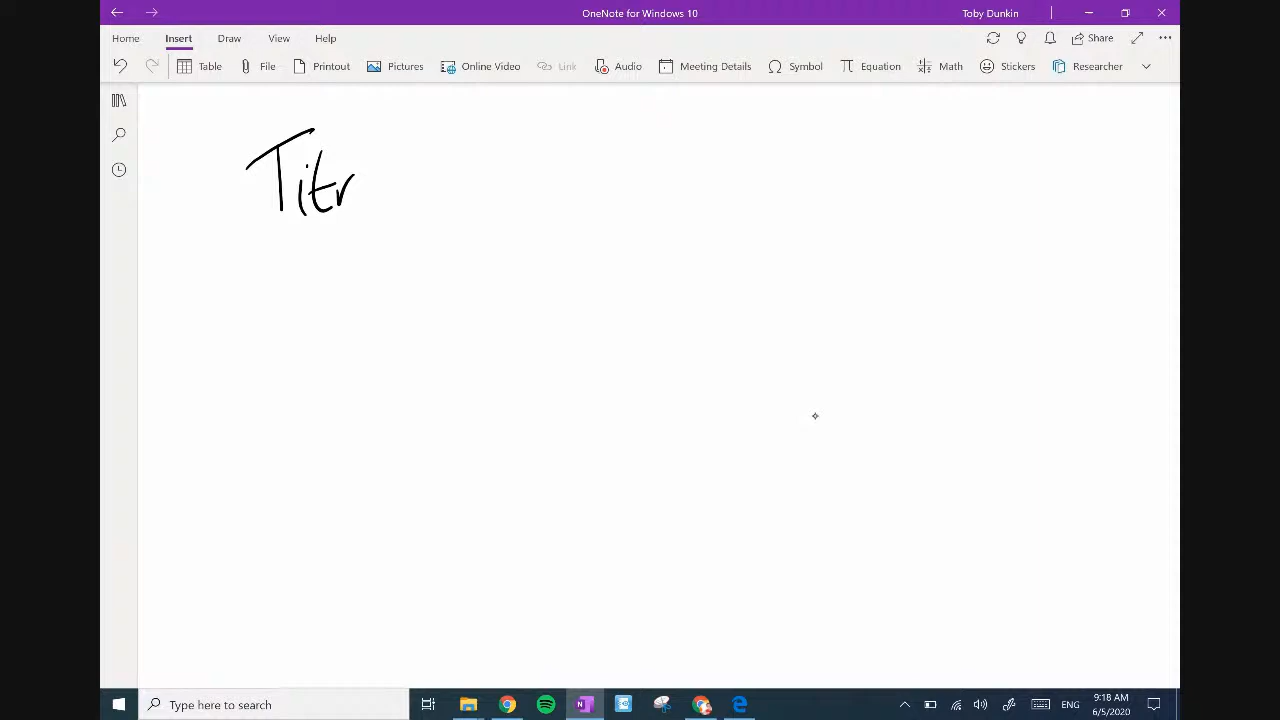 OneNote for Windows 10 Toby Dunkin
Home Insert Draw View Help Share
Table File Printout Pictures Online Video Link Audio Meeting Details Symbol Equation Math Stickers Researcher
Titr
Type here to search ENG 9:18 AM
6/5/2020